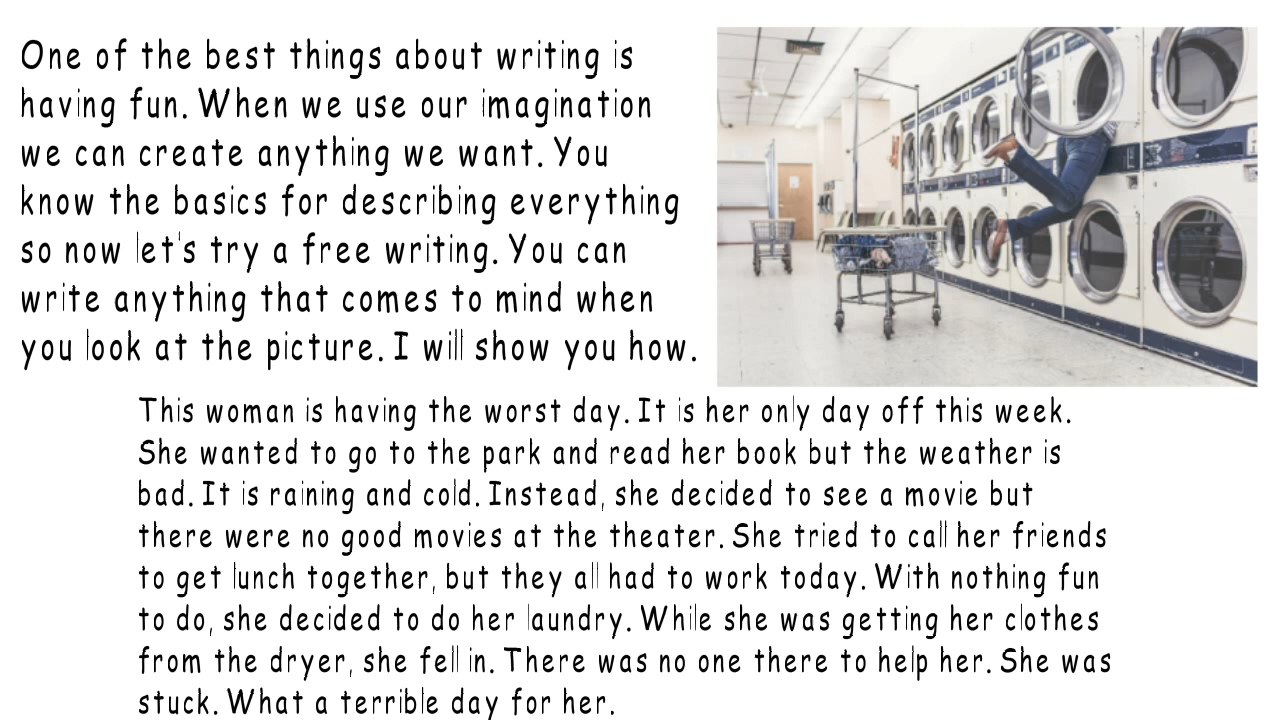 One of the best things about writing is
having fun. When we use our imagination
we can create anything we want. You
know the basics for describing everything
so now let's try a free writing. You can
write anything that comes to mind when
you look at the picture. I will show you how.
This woman is having the worst day. It is her only day off this week.
She wanted to go to the park and read her book but the weather is
bad. It is raining and cold. Instead, she decided to see a movie but
there were no good movies at the theater. She tried to call her friends
to get lunch together, but they all had to work today. With nothing fun
to do, she decided to do her laundry. While she was getting her clothes
from the dryer, she fell in. There was no one there to help her. She was
stuck. What a terrible day for her.